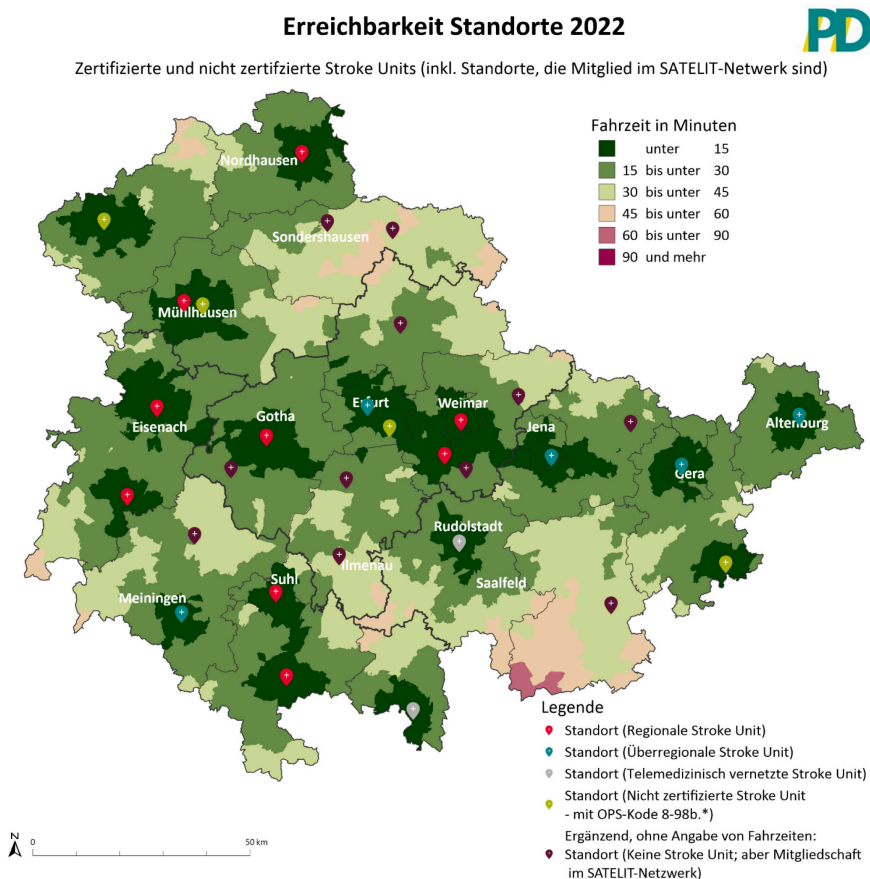 Erreichbarkeit Standorte 2022
PD
Zertifizierte und nicht zertifzierte Stroke Units (inkl. Standorte, die Mitglied im SATELIT-Netwerk sind)
Fahrzeit in Minuten
unter 15
15 bis unter 30
30 bis unter 45
45 bis unter 60
60 bis unter 90
90 und mehr
Nordhausen
Sondershausen
Mühlhausen
Eisenach
Gotha
Erfurt
Weimar
Jena
Gera
Altenburg
Rudolstadt
Ilmenau
Saalfeld
Suhl
Meiningen
Legende
Standort (Regionale Stroke Unit)
Standort (Überregionale Stroke Unit)
Standort (Telemedizinisch vernetzte Stroke Unit)
Standort (Nicht zertifizierte Stroke Unit
- mit OPS-Kode 8-98b.*)
Ergänzend, ohne Angabe von Fahrzeiten:
Standort (Keine Stroke Unit; aber Mitgliedschaft
im SATELIT-Netzwerk)
N
0 50 km